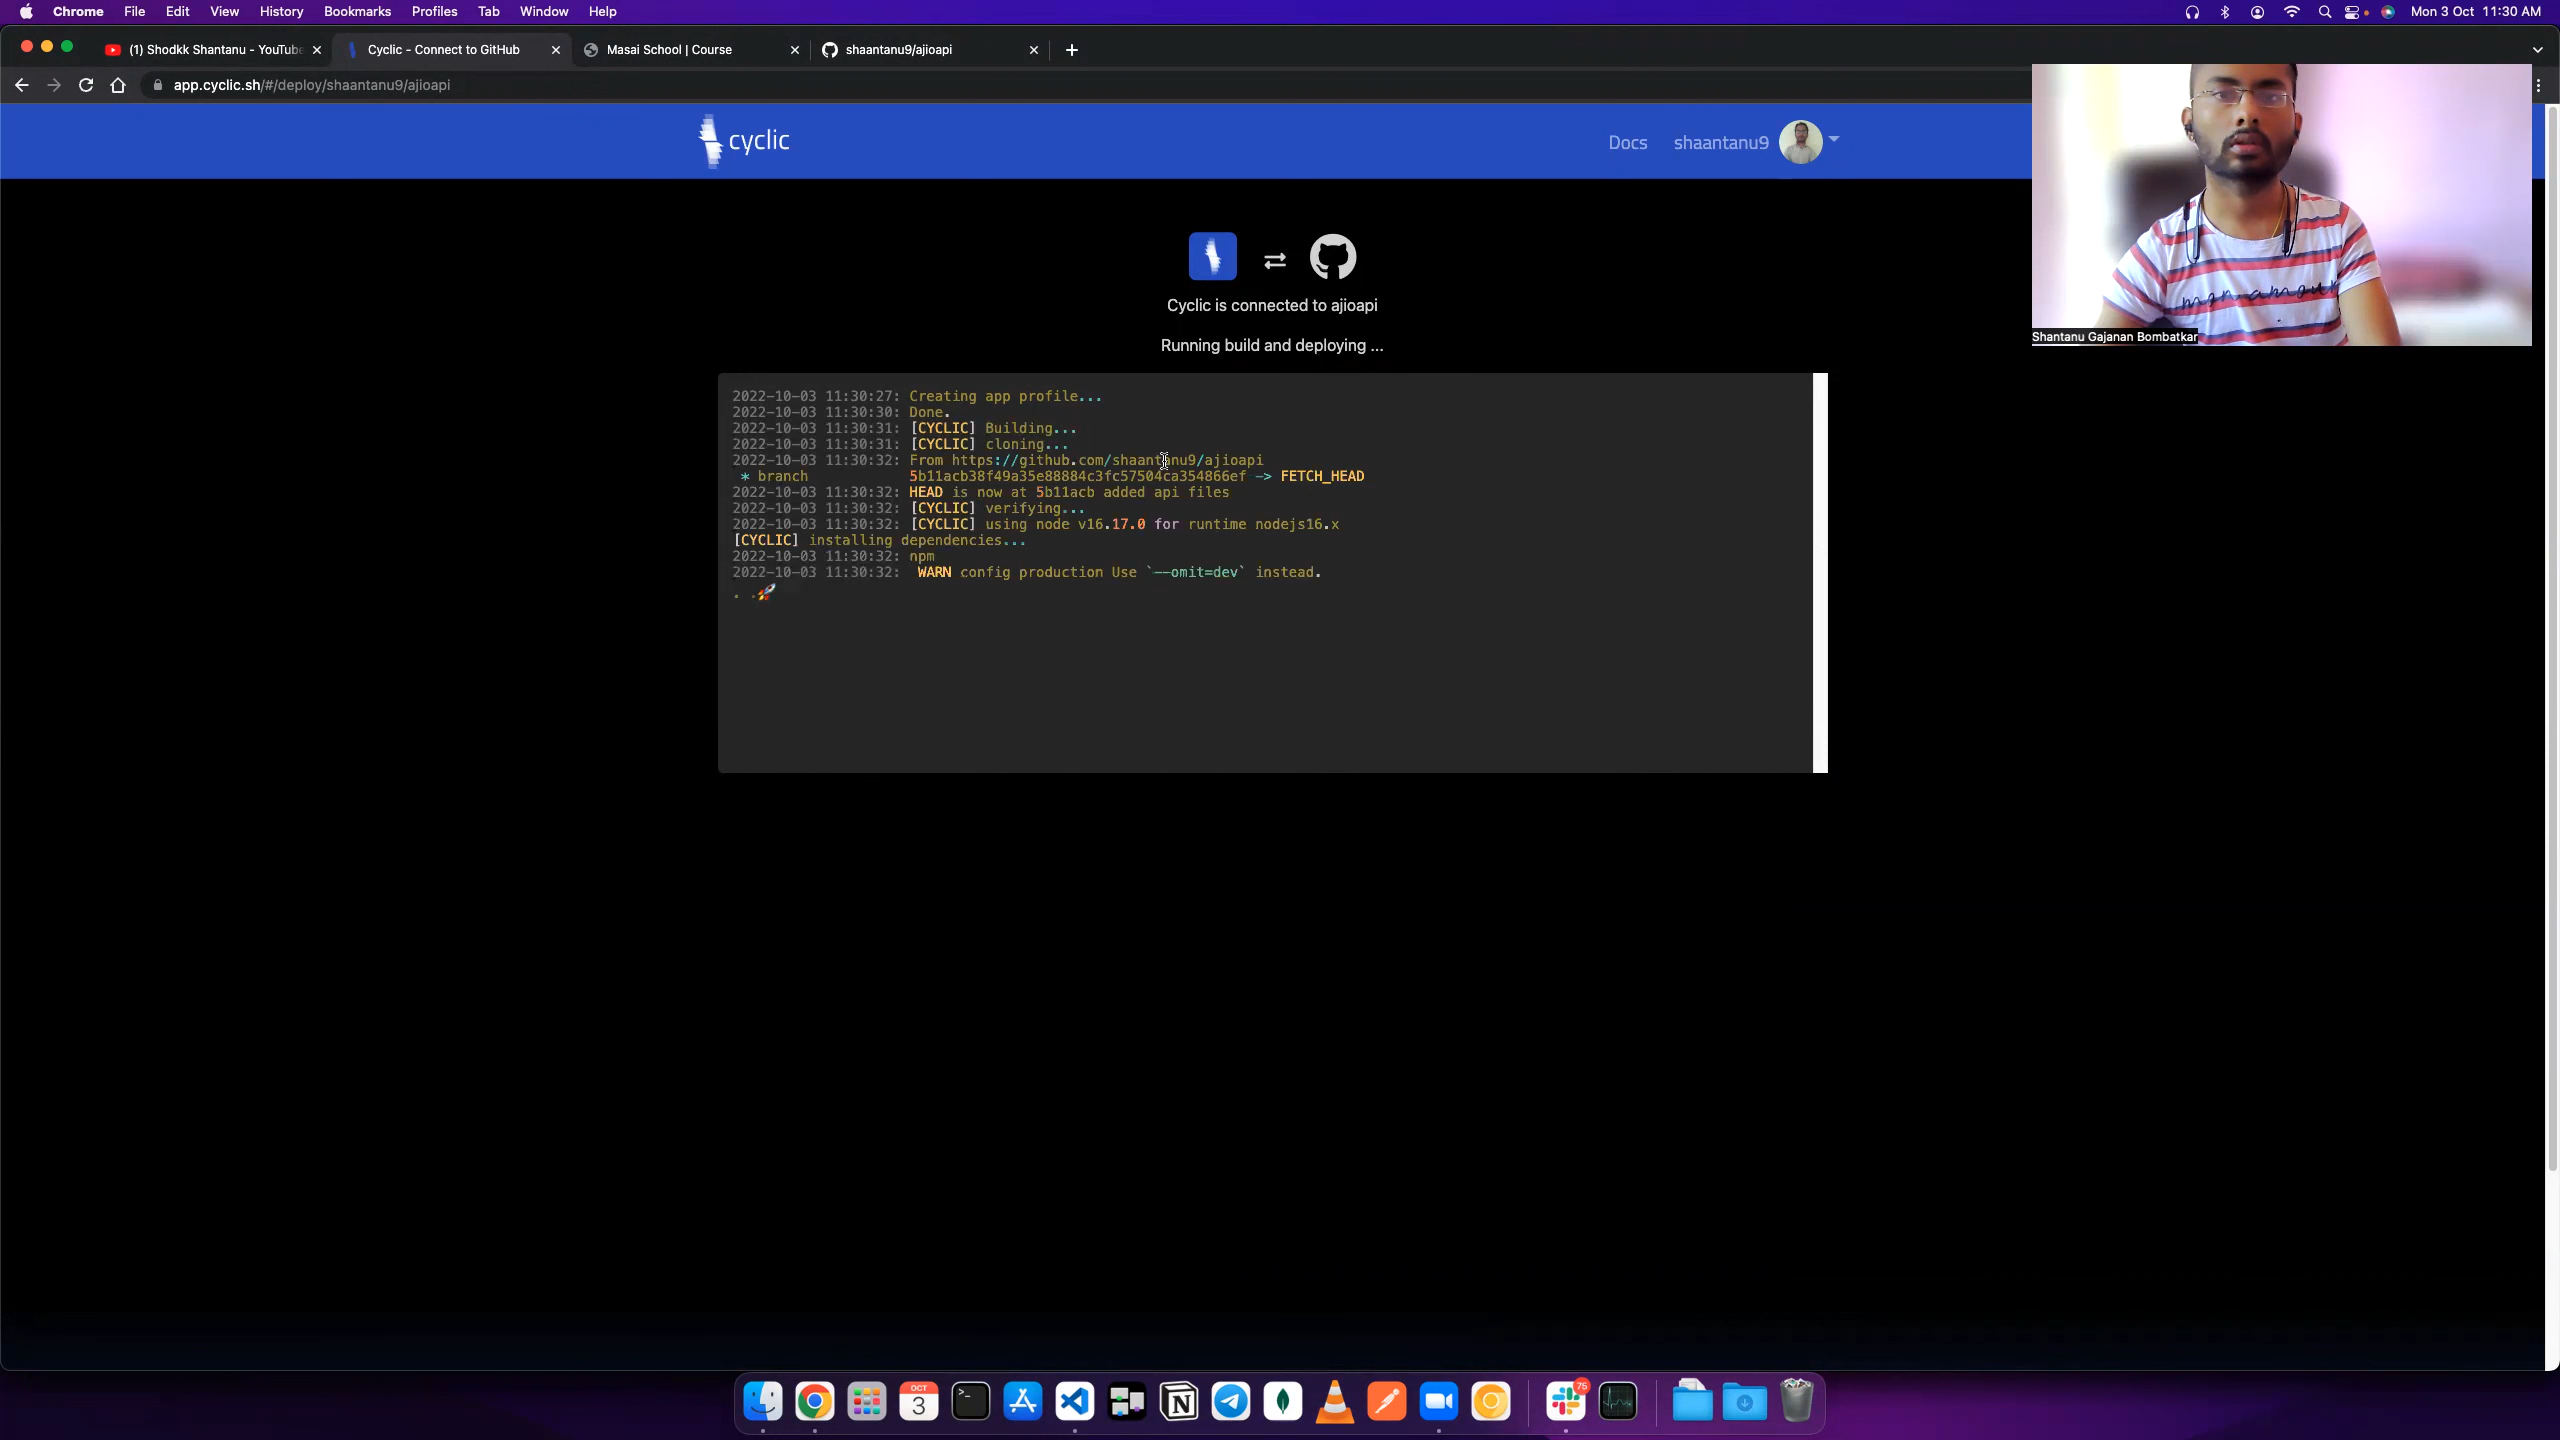 Chrome File Edit View History Bookmarks Profiles Tab Window Help Mon 3 Oct 11:30 AM
(1) Shodkk Shantanu - YouTube Cyclic - Connect to GitHub Masai School | Course shaantanu9/ajioapi
app.cyclic.sh/#/deploy/shaantanu9/ajioapi
cyclic Docs shaantanu9
mon amour
Shantanu Gajanan Bombatkar
Cyclic is connected to ajioapi
Running build and deploying ...
2022-10-03 11:30:27: Creating app profile...
2022-10-03 11:30:30: Done.
2022-10-03 11:30:31: [CYCLIC] Building...
2022-10-03 11:30:31: [CYCLIC] cloning...
2022-10-03 11:30:32: From https://github.com/shaantanu9/ajioapi
* branch 5b11acb38f49a35e88884c3fc57504ca354866ef -> FETCH_HEAD
2022-10-03 11:30:32: HEAD is now at 5b11acb added api files
2022-10-03 11:30:32: [CYCLIC] verifying...
2022-10-03 11:30:32: [CYCLIC] using node v16.17.0 for runtime nodejs16.x
[CYCLIC] installing dependencies...
2022-10-03 11:30:32: npm
2022-10-03 11:30:32: WARN config production Use `--omit=dev` instead.
. .
OCT
3
75